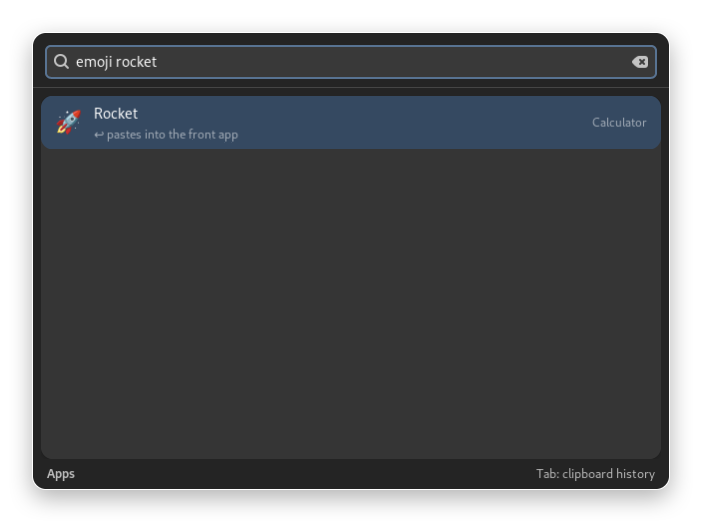 emoji rocket
Rocket
↩ pastes into the front app
Calculator
Apps
Tab: clipboard history